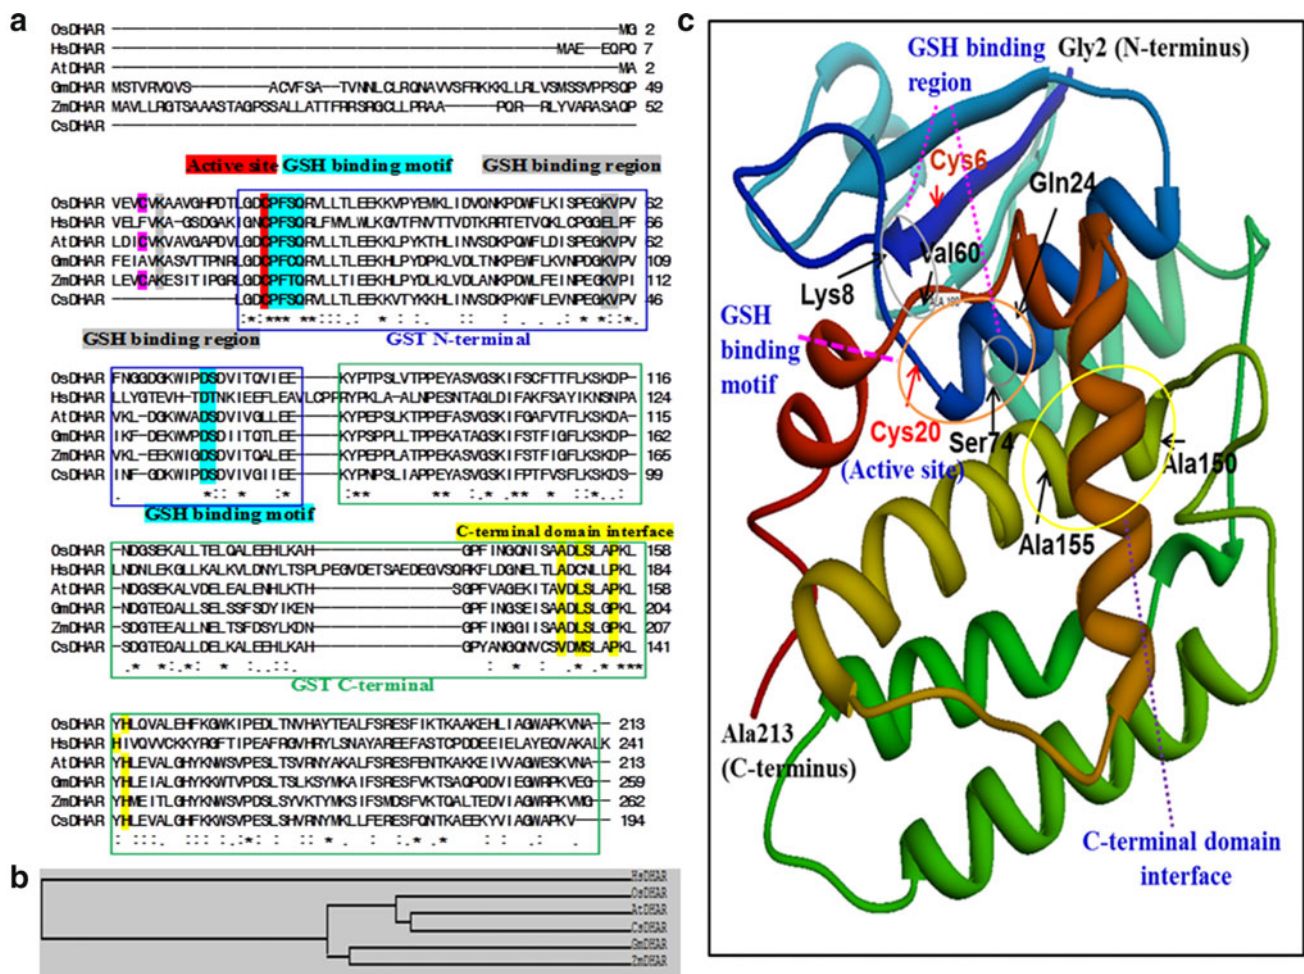 a
OsDHAR MG 2
HsDHAR MAE EQPQ 7
AtDHAR MA 2
GmDHAR MSTVRVQVS ACVFSA TVNNLCLRQNAVVSFRKKKLLRLVSMSSVPPSQP 49
ZmDHAR MAVLLRGTSAAASTAGPSSALLATTFRRSRGCLLPRAA PQR RLYVARASAQP 52
CsDHAR
Active site GSH binding motif GSH binding region
OsDHAR VEVCVKAAVGHPDTLGDCPFSQRVLLTLEEKKVPYEMKLIDVQNKPDWFLKISPEGKVPV 62
HsDHAR VELFVKA-GSDGAKIGNCPFSQRLFMVLWLKGVTFNVTTVDTKRRTETVQKLCPGGELPF 66
AtDHAR LDICVKVAVGAPDVLGDCPFSQRVLLTLEEKKLPYKTHLINVSDKPQWFLDISPEGKVPV 62
GmDHAR FEIAVKASVTTPNRLGDCPFCQRVLLTLEEKHLPYDPKLVDLTNKPEWFLKVNPDGKVPV 109
ZmDHAR LEVCAKESITIPGRLGDCPFTQRVLLTIEEKHLPYDLKLVDLANKPDWLFEINPEGKVPI 112
CsDHAR LGDCPFSQRVLLTLEEKKVTYKKHLINVSDKPKWFLEVNPEGKVPV 46
GST N-terminal
GSH binding region
OsDHAR FNGGDGKWIPDSDVITQVIEE KYPTPSLVTPPEYASVGSKIFSCFTTFLKSKDP- 116
HsDHAR LLYGTEVHT-DTNKIEEFLEAVLCPPRYPKLA-ALNPESNTAGLDIFAKFSAYIKNSNPA 124
AtDHAR VKL-DGKWVADSDVIVGLLEE KYPEPSLKTPPEFASVGSKIFGAFVTFLKSKDA- 115
GmDHAR IKF-DEKWVPDSDIITQTLEE KYPSPPLLTPPEKATAGSKIFSTFIGFLKSKDP- 162
ZmDHAR VKL-EEKWIGDSDVITQALEE KYPEPPLATPPEKASVGSKIFSTFIGFLKSKDP- 165
CsDHAR INF-GDKWIPDSDVIVGIIEE KYPNPSLIAPPEFASVGSKIFPTFVSFLKSKDS- 99
GSH binding motif
C-terminal domain interface
OsDHAR NDGSEKALLTELQALEEHLKAH GPFINGQNISAADLSLAPKL 158
HsDHAR LNDNLEKGLLKALKVLDNYLTSPLPEGVDETSAEDEGVSQRKFLDGNELTLADCNLLPKL 184
AtDHAR NDGSEKALVDELEALENHLKTH SGPFVAGEKITAVDLSLAPKL 158
GmDHAR NDGTEQALLSELSSFSDYIKEN GPFINGSEISAADLSLGPKL 204
ZmDHAR SDGTEEALLNELTSFDSYLKDN GPFINGGIISAADLSLGPKL 207
CsDHAR SDGTEQALLDELKALEEHLKAH GPYANGQNVCSVDMSLAPKL 141
GST C-terminal
OsDHAR YHLQVALEHFKGWKIPEDLTNVHAYTEALFSRESFIKTKAAKEHLIAGWAPKVNA 213
HsDHAR HIVQVVCKKYRGFTIPEAFRGVHRYLSNAYAREEFASTCPDDEEIELAYEQVAKALK 241
AtDHAR YHLEVALGHYKNWSVPESLTSVRNYAKALFSRESFENTKAKKEIVVAGWESKVNA 213
GmDHAR YHLEIALGHYKKWTVPDSLTSLKSYMKAIFSRESFVKTSAQPQDVIEGWRPKVEG 259
ZmDHAR YHMEITLGHYKNWSVPDSLSYVKTYMKSIFSMDSFVKTQALTEDVIAGWRPKVMG 262
CsDHAR YHLEVALGHFKKWSVPESLSHVRNYMKLLFERESFQNTKAEEKYVIAGWAPKV 194
b
HsDHAR
OsDHAR
AtDHAR
CsDHAR
GmDHAR
ZmDHAR
c
GSH binding region
Gly2 (N-terminus)
Cys6
Gln24
Val60
Lys8
GSH binding motif
Cys20
(Active site)
Ser74
Ala150
Ala155
Ala213
(C-terminus)
C-terminal domain interface